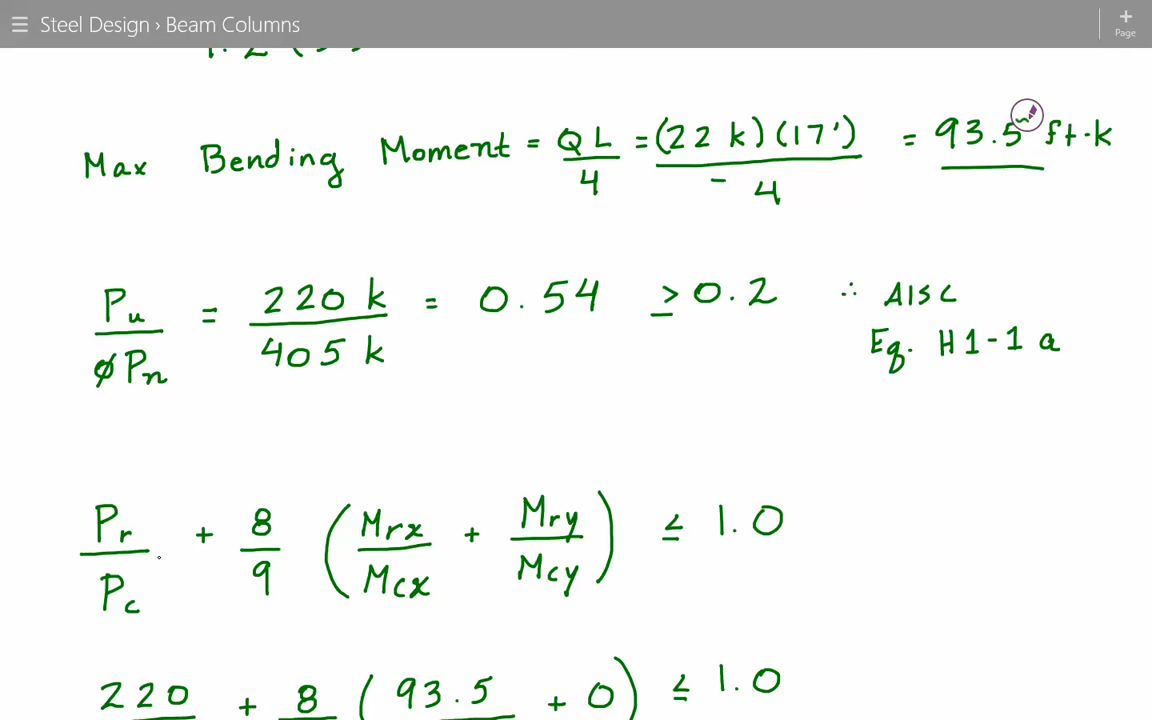 Steel Design › Beam Columns
Page
Max Bending Moment = QL/4 = (22 k)(17')/4 = 93.5 ft-k
Pu/φPn = 220 k/405 k = 0.54 ≥ 0.2 ∴ AISC
Eq. H1-1a
Pr/Pc + 8/9 (Mrx/Mcx + Mry/Mcy) ≤ 1.0
220 + 8 ( 93.5 + 0 ) ≤ 1.0